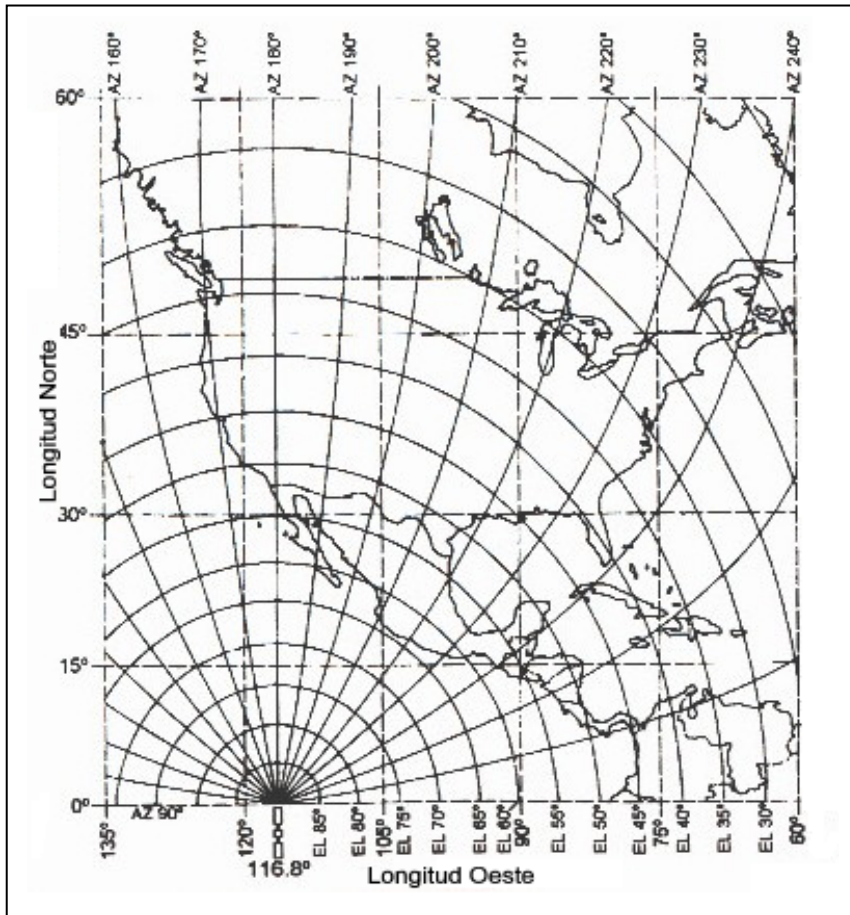 AZ 160°
AZ 170°
AZ 180°
AZ 190°
AZ 200°
AZ 210°
AZ 220°
AZ 230°
AZ 240°
60°
45°
30°
15°
0°
Longitud Norte
AZ 90°
135°
120°
116.8°
EL 85°
EL 80°
105°
EL 75°
EL 70°
EL 65°
EL 60°
90°
EL 55°
EL 50°
EL 45°
75°
EL 40°
EL 35°
EL 30°
60°
Longitud Oeste